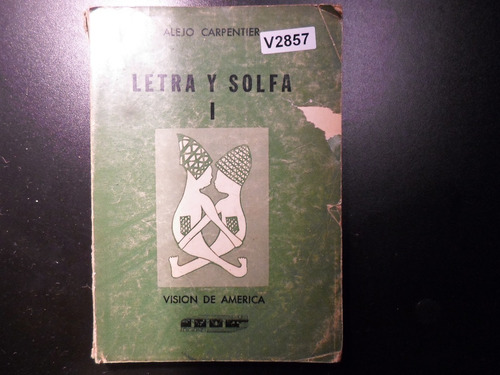 ALEJO CARPENTIER
V2857
LETRA Y SOLFA
I
VISION DE AMERICA